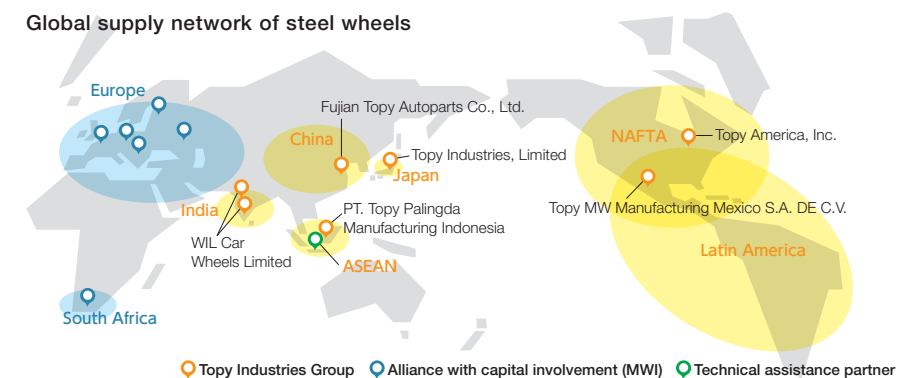 Global supply network of steel wheels
Europe
Fujian Topy Autoparts Co., Ltd.
China
NAFTA
Topy America, Inc.
Topy Industries, Limited
Japan
India
PT. Topy Palingda
Manufacturing Indonesia
Topy MW Manufacturing Mexico S.A. DE C.V.
WIL Car
Wheels Limited
ASEAN
Latin America
South Africa
Topy Industries Group
Alliance with capital involvement (MWI)
Technical assistance partner